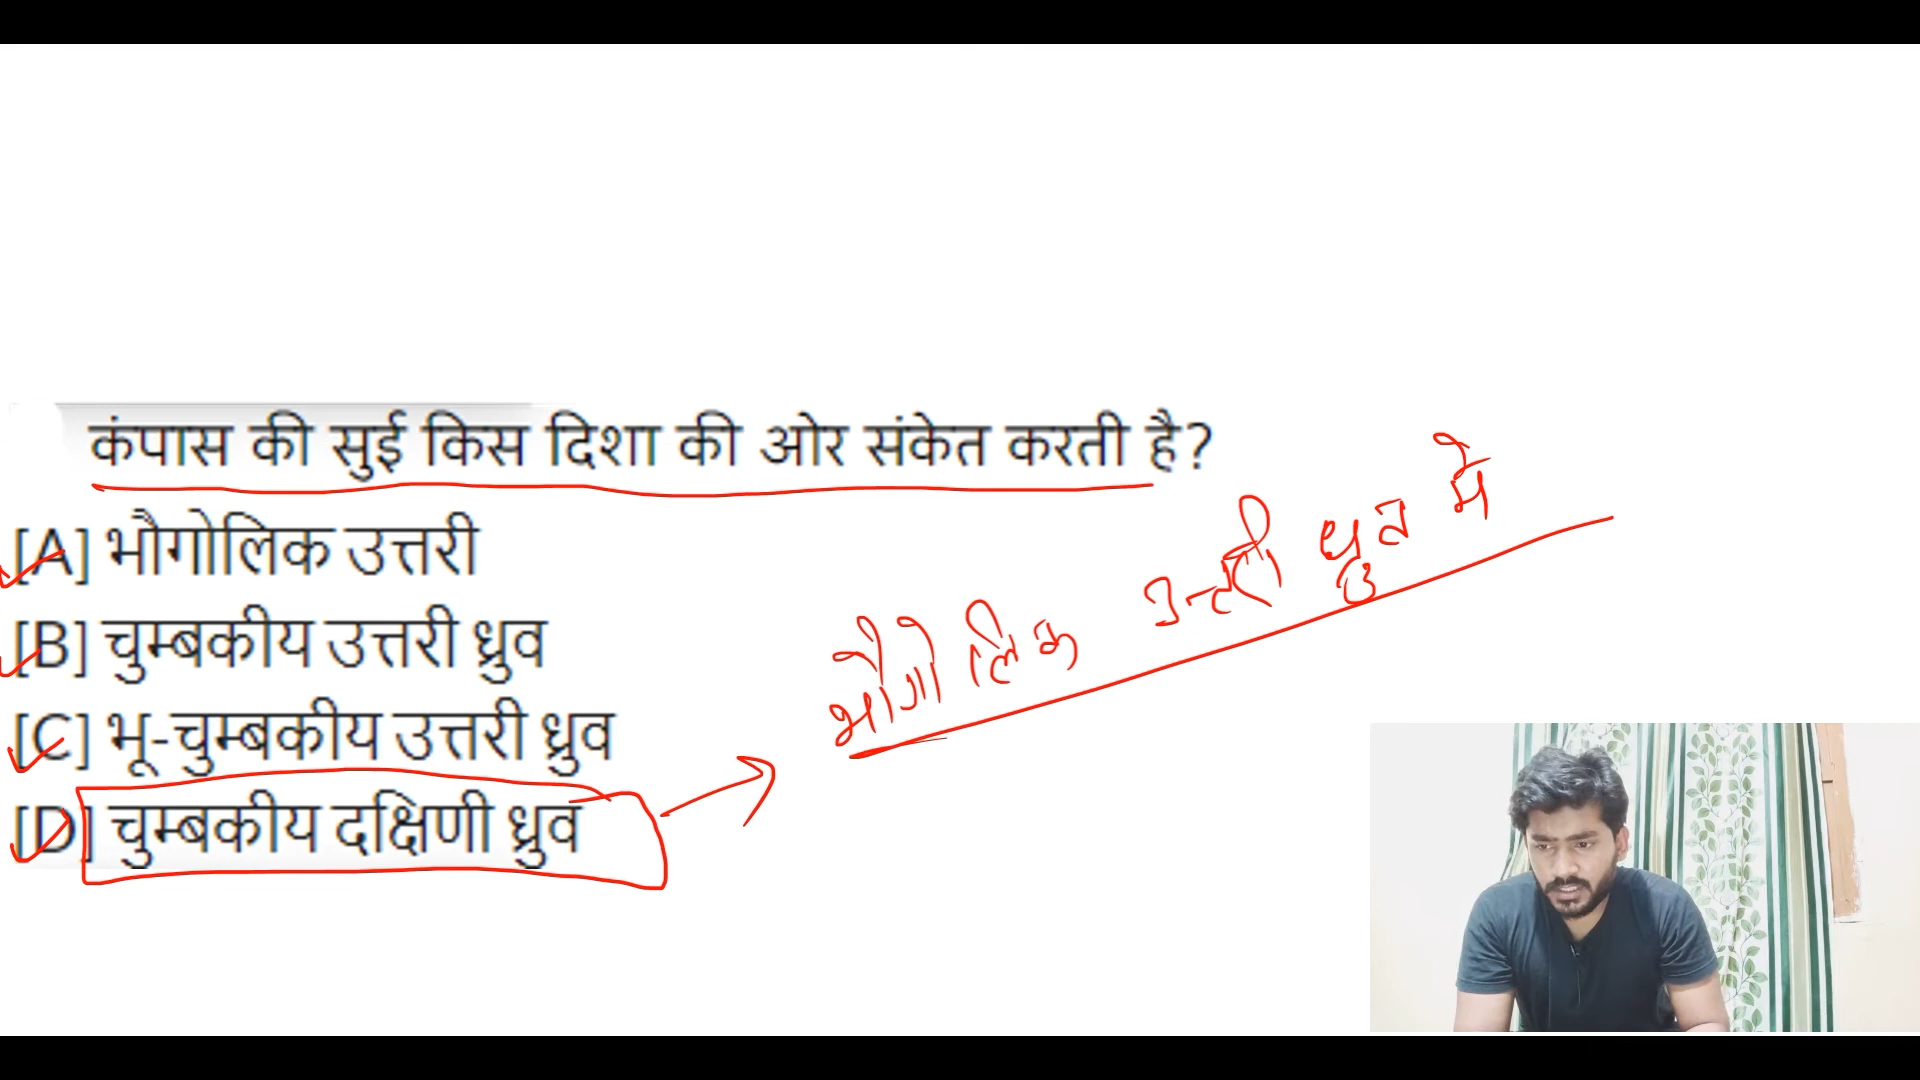 कंपास की सुई किस दिशा की ओर संकेत करती है?
[A] भौगोलिक उत्तरी
[B] चुम्बकीय उत्तरी ध्रुव
[C] भू-चुम्बकीय उत्तरी ध्रुव
[D] चुम्बकीय दक्षिणी ध्रुव
भौगोलिक उत्तरी ध्रुव में